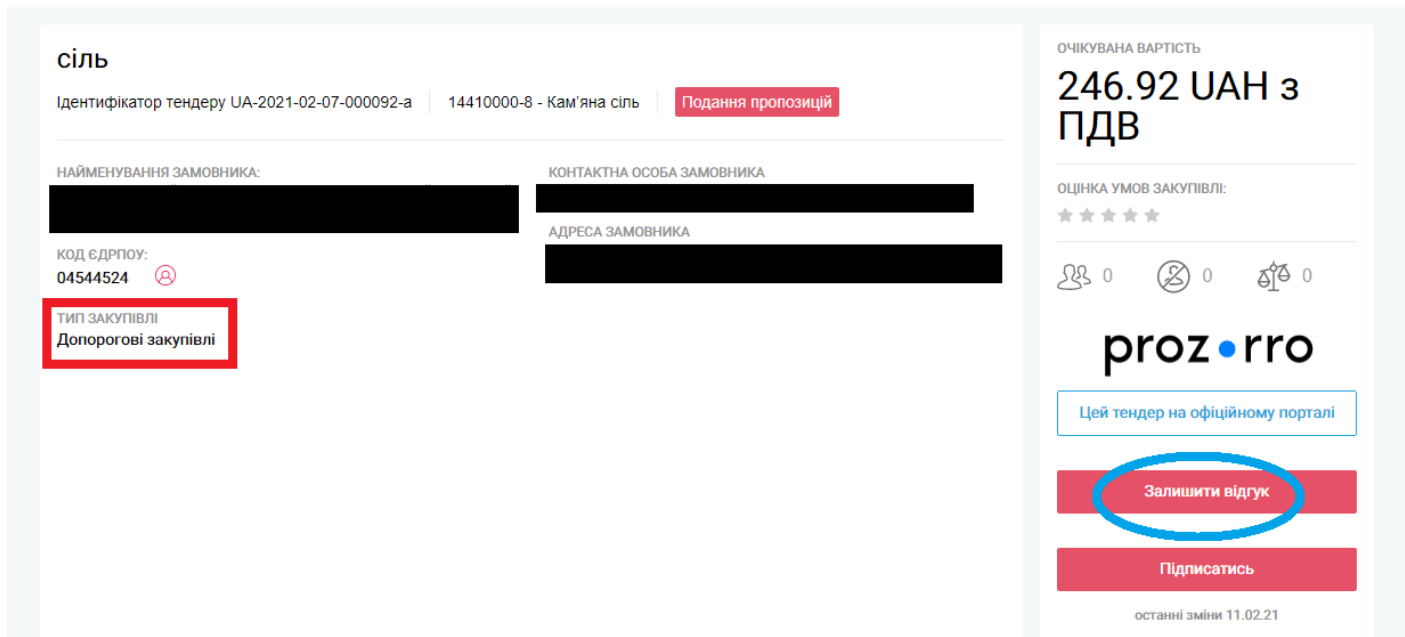 сіль
Ідентифікатор тендеру UA-2021-02-07-000092-a
14410000-8 - Кам'яна сіль
Подання пропозицій
НАЙМЕНУВАННЯ ЗАМОВНИКА:
КОД ЄДРПОУ:
04544524
ТИП ЗАКУПІВЛІ
Допорогові закупівлі
КОНТАКТНА ОСОБА ЗАМОВНИКА
АДРЕСА ЗАМОВНИКА
ОЧІКУВАНА ВАРТІСТЬ
246.92 UAH з
ПДВ
ОЦІНКА УМОВ ЗАКУПІВЛІ:
0
0
0
prozorro
Цей тендер на офіційному порталі
Залишити відгук
Підписатись
останні зміни 11.02.21